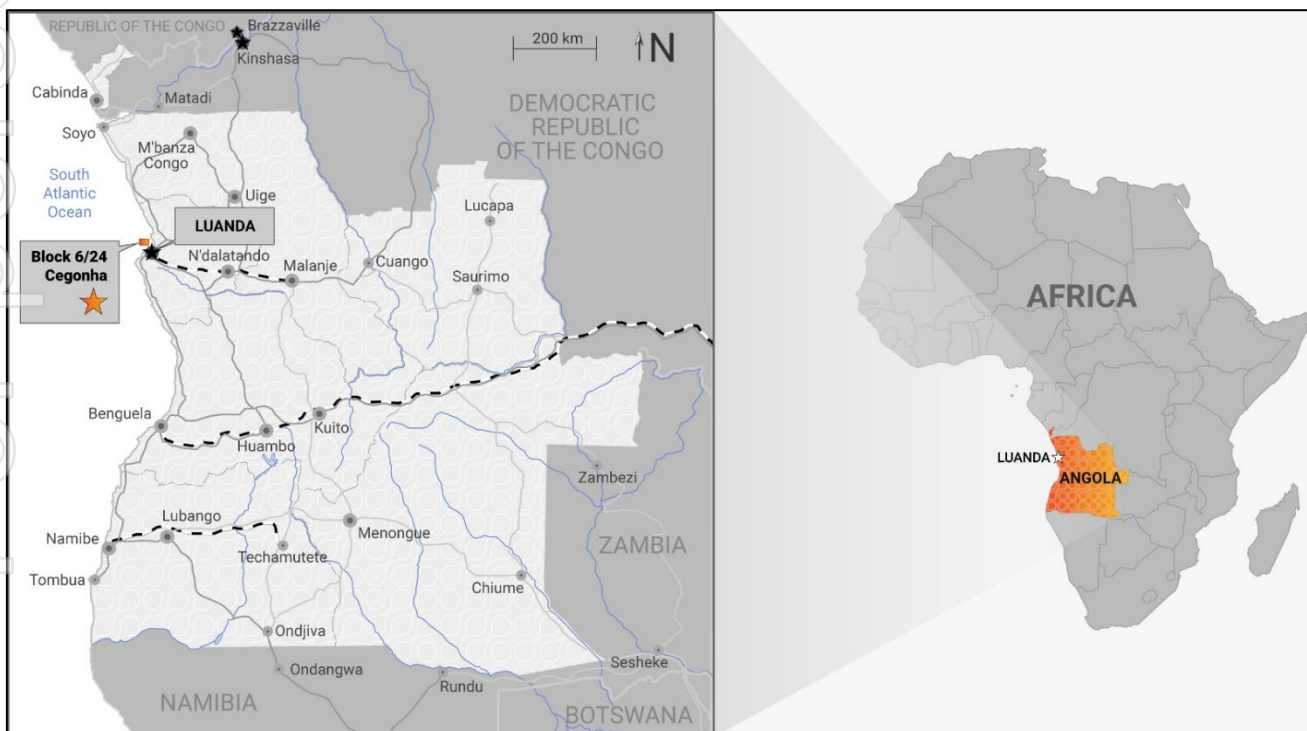 REPUBLIC OF THE CONGO
Brazzaville
Kinshasa
200 km
N
Cabinda
Matadi
Soyo
DEMOCRATIC
REPUBLIC
OF THE CONGO
M'banza
Congo
South
Atlantic
Ocean
Uige
Lucapa
LUANDA
Block 6/24
Cegonha
N'dalatando
Malanje
Cuango
Saurimo
Benguela
Huambo
Kuito
Zambezi
Namibe
Lubango
Menongue
Techamutete
ZAMBIA
Tombua
Chiume
Ondjiva
Ondangwa
Sesheke
Rundu
NAMIBIA
BOTSWANA
AFRICA
LUANDA
ANGOLA